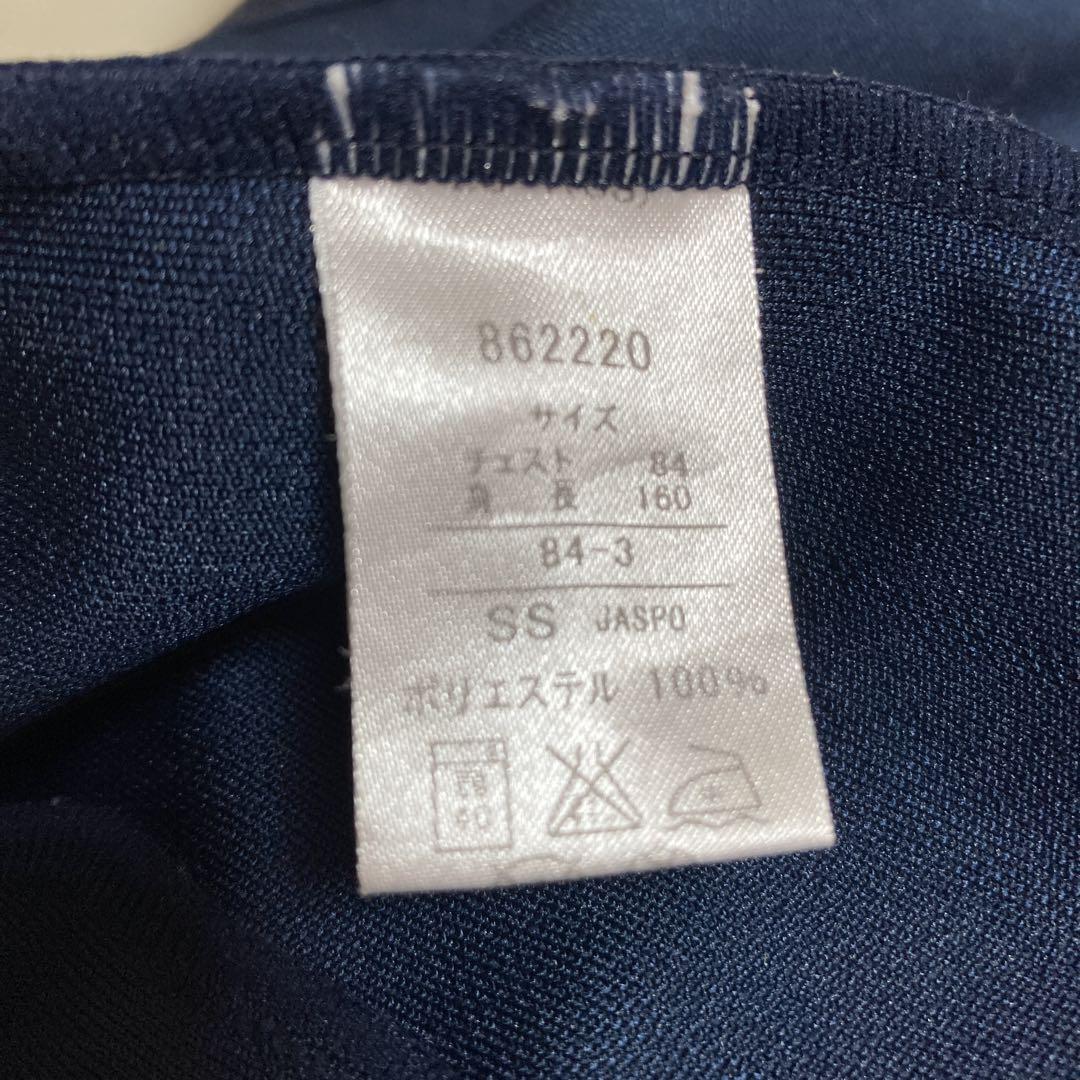 862220
サイズ
チェスト 84
身長 160
84-3
SS JASPO
ポリエステル 100%
40